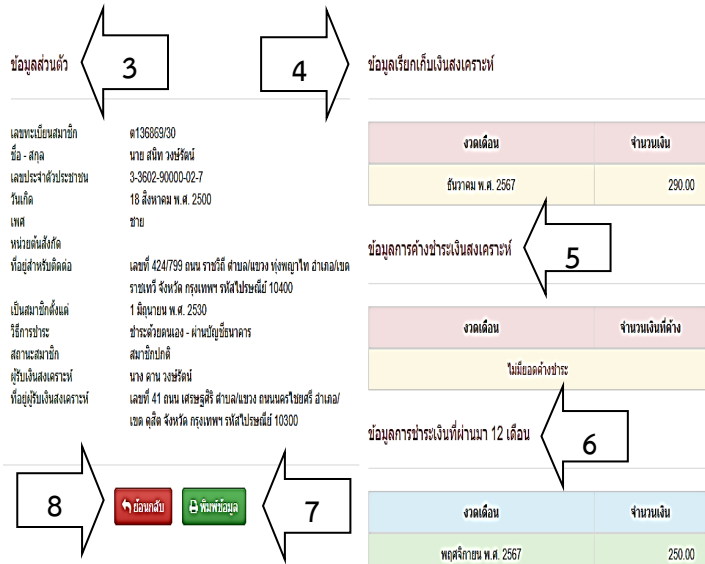 ข้อมูลส่วนตัว
3
เลขทะเบียนสมาชิก ต136869/30
ชื่อ - สกุล นาย สนิท วงษ์รัตน์
เลขประจำตัวประชาชน 3-3602-90000-02-7
วันเกิด 18 สิงหาคม พ.ศ. 2500
เพศ ชาย
หน่วยต้นสังกัด
ที่อยู่สำหรับติดต่อ เลขที่ 424/799 ถนน ราชวิถี ตำบล/แขวง ทุ่งพญาไท อำเภอ/เขต
ราชเทวี จังหวัด กรุงเทพฯ รหัสไปรษณีย์ 10400
เป็นสมาชิกตั้งแต่ 1 มิถุนายน พ.ศ. 2530
วิธีการชำระ ชำระด้วยตนเอง - ผ่านบัญชีธนาคาร
สถานะสมาชิก สมาชิกปกติ
ผู้รับเงินสงเคราะห์ นาง คาน วงษ์รัตน์
ที่อยู่ผู้รับเงินสงเคราะห์ เลขที่ 41 ถนน เศรษฐศิริ ตำบล/แขวง ถนนนครไชยศรี อำเภอ/
เขต ดุสิต จังหวัด กรุงเทพฯ รหัสไปรษณีย์ 10300
8
ย้อนกลับ
พิมพ์ข้อมูล
7
4
ข้อมูลเรียกเก็บเงินสงเคราะห์
งวดเดือน จำนวนเงิน
ธันวาคม พ.ศ. 2567 290.00
ข้อมูลการค้างชำระเงินสงเคราะห์
5
งวดเดือน จำนวนเงินที่ค้าง
ไม่มียอดค้างชำระ
ข้อมูลการชำระเงินที่ผ่านมา 12 เดือน
6
งวดเดือน จำนวนเงิน
พฤศจิกายน พ.ศ. 2567 250.00